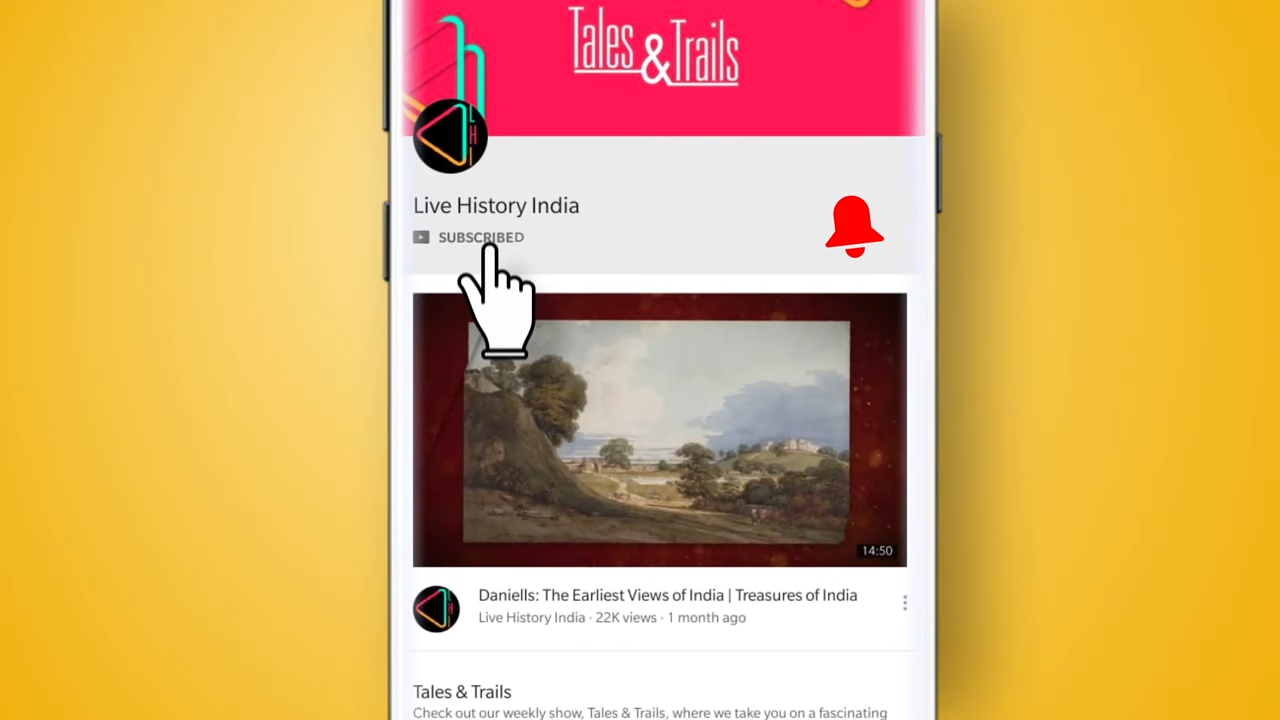 Tales & Trails
LHI
Live History India
SUBSCRIBED
14:50
Daniells: The Earliest Views of India | Treasures of India
Live History India · 22K views · 1 month ago
Tales & Trails
Check out our weekly show, Tales & Trails, where we take you on a fascinating